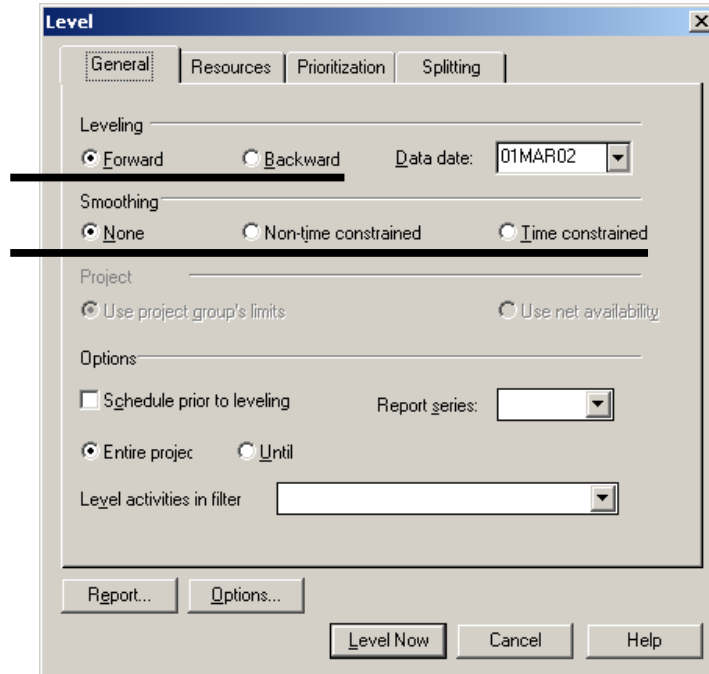 Level
General Resources Prioritization Splitting
Leveling
Forward Backward Data date: 01MAR02
Smoothing
None Non-time constrained Time constrained
Project
Use project group's limits Use net availability
Options
Schedule prior to leveling Report series:
Entire projec Until
Level activities in filter
Report... Options...
Level Now Cancel Help